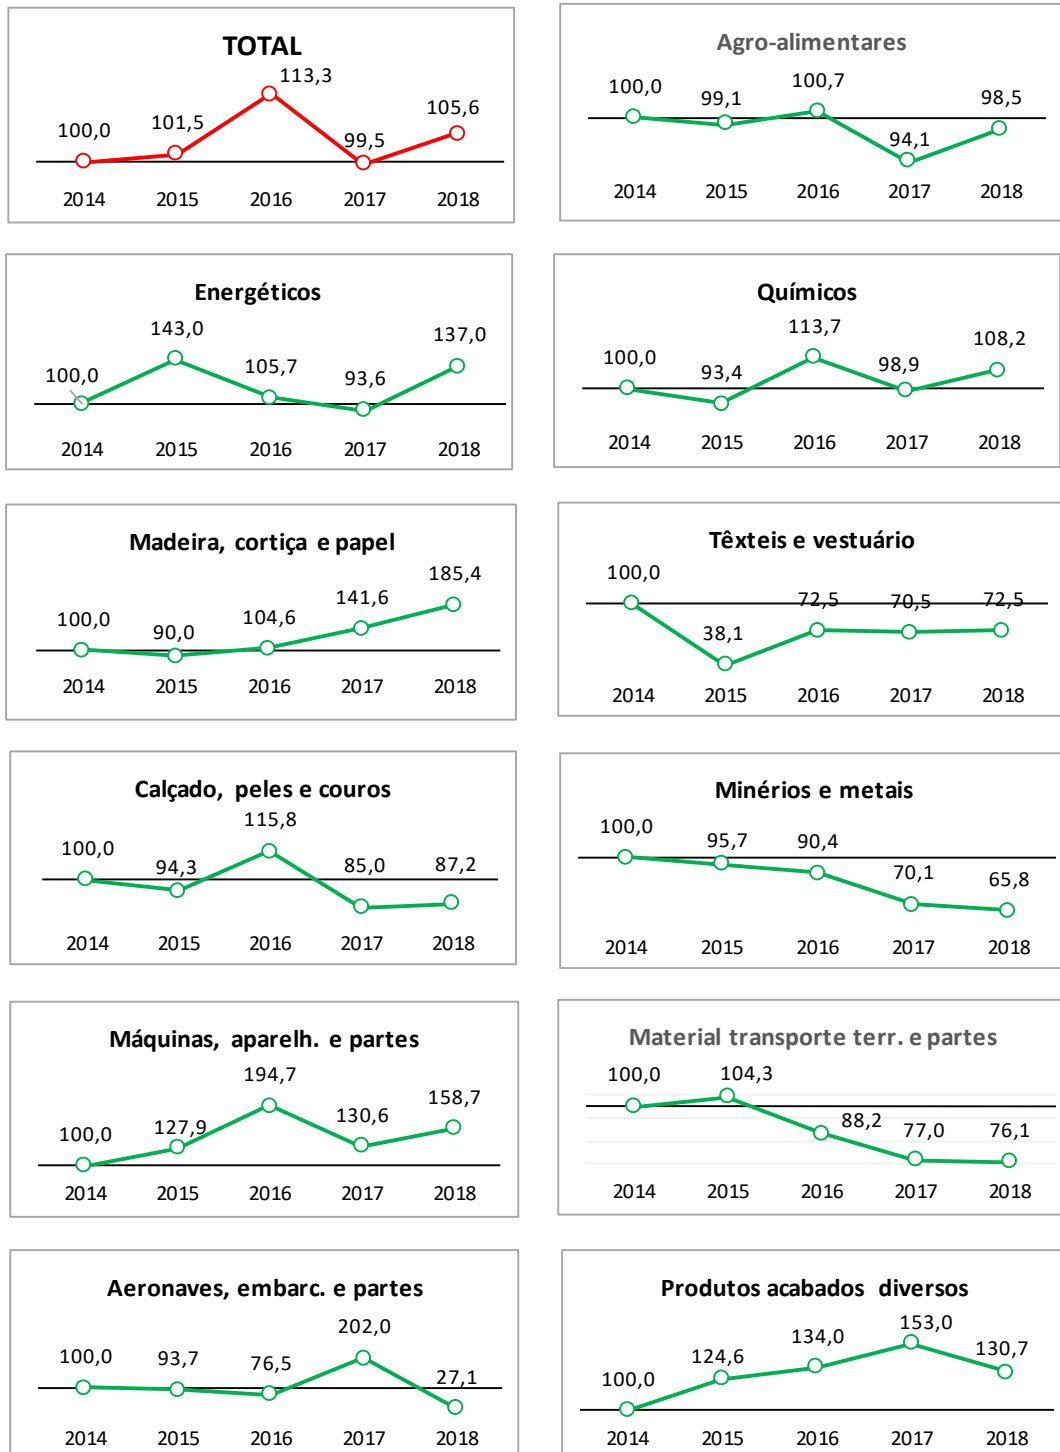 TOTAL
113,3
100,0
101,5
99,5
105,6
2014 2015 2016 2017 2018
Agro-alimentares
100,0
99,1
100,7
94,1
98,5
2014 2015 2016 2017 2018
Energéticos
100,0
143,0
105,7
93,6
137,0
2014 2015 2016 2017 2018
Químicos
100,0
93,4
113,7
98,9
108,2
2014 2015 2016 2017 2018
Madeira, cortiça e papel
100,0
90,0
104,6
141,6
185,4
2014 2015 2016 2017 2018
Têxteis e vestuário
100,0
38,1
72,5
70,5
72,5
2014 2015 2016 2017 2018
Calçado, peles e couros
100,0
94,3
115,8
85,0
87,2
2014 2015 2016 2017 2018
Minérios e metais
100,0
95,7
90,4
70,1
65,8
2014 2015 2016 2017 2018
Máquinas, aparelh. e partes
100,0
127,9
194,7
130,6
158,7
2014 2015 2016 2017 2018
Material transporte terr. e partes
100,0
104,3
88,2
77,0
76,1
2014 2015 2016 2017 2018
Aeronaves, embarc. e partes
100,0
93,7
76,5
202,0
27,1
2014 2015 2016 2017 2018
Produtos acabados diversos
100,0
124,6
134,0
153,0
130,7
2014 2015 2016 2017 2018